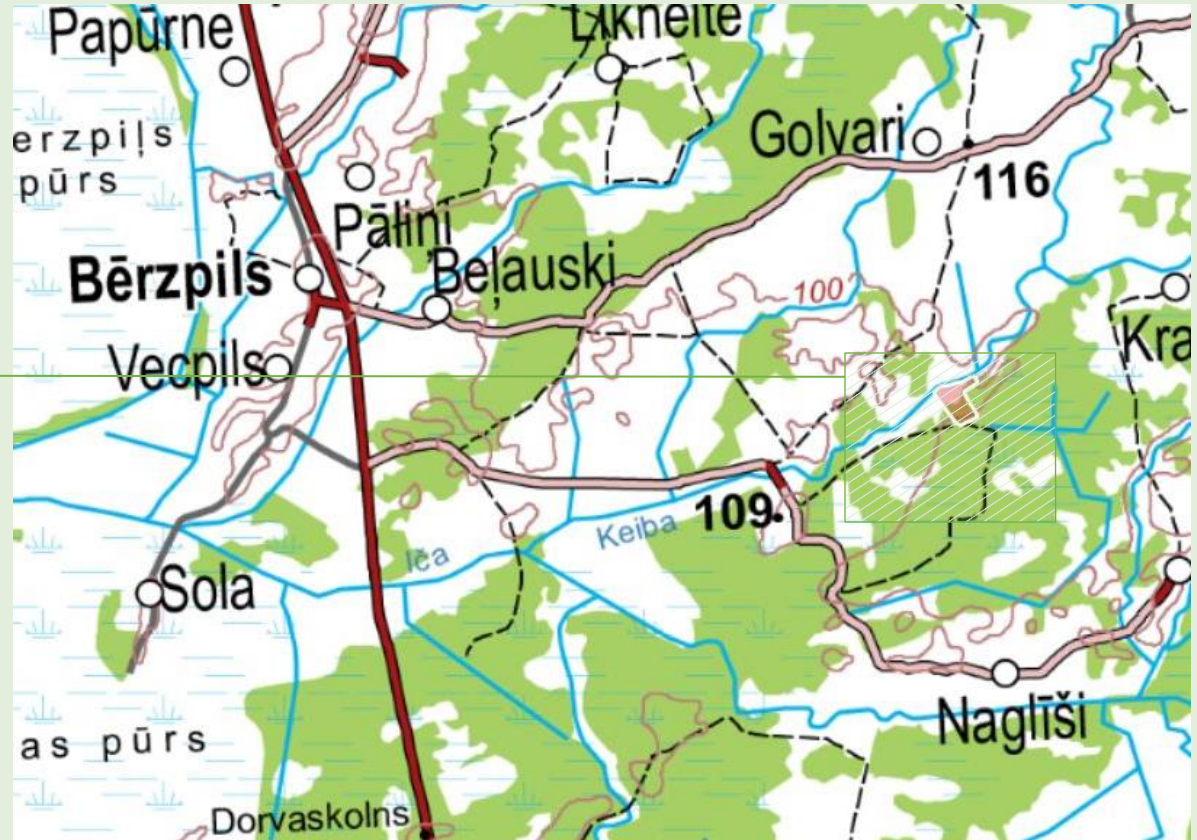 Papūrne
Līkneite
erzpiļs
pūrs
Golvari
116
Pāliņi
Bērzpils
Beļauski
100
Vecpils
Kra
109
Keiba
Iča
Sola
Naglīši
as pūrs
Dorvaskolns